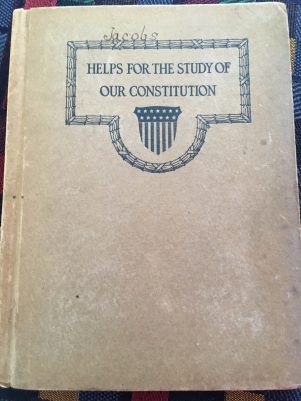 Jacobs
HELPS FOR THE STUDY OF
OUR CONSTITUTION